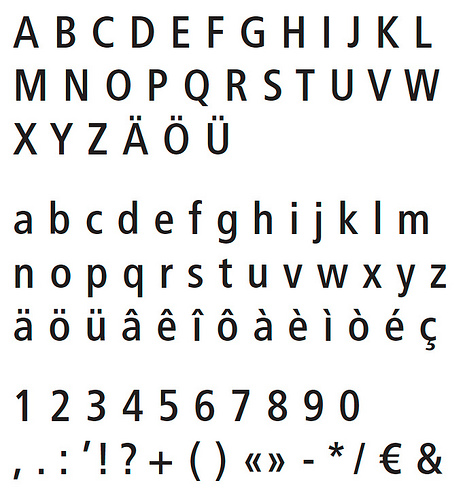 A B C D E F G H I J K L
M N O P Q R S T U V W
X Y Z Ä Ö Ü
a b c d e f g h i j k l m
n o p q r s t u v w x y z
ä ö ü â ê î ô à è ì ò é ç
1 2 3 4 5 6 7 8 9 0
, . : ’ ! ? + ( ) « » - * / € &